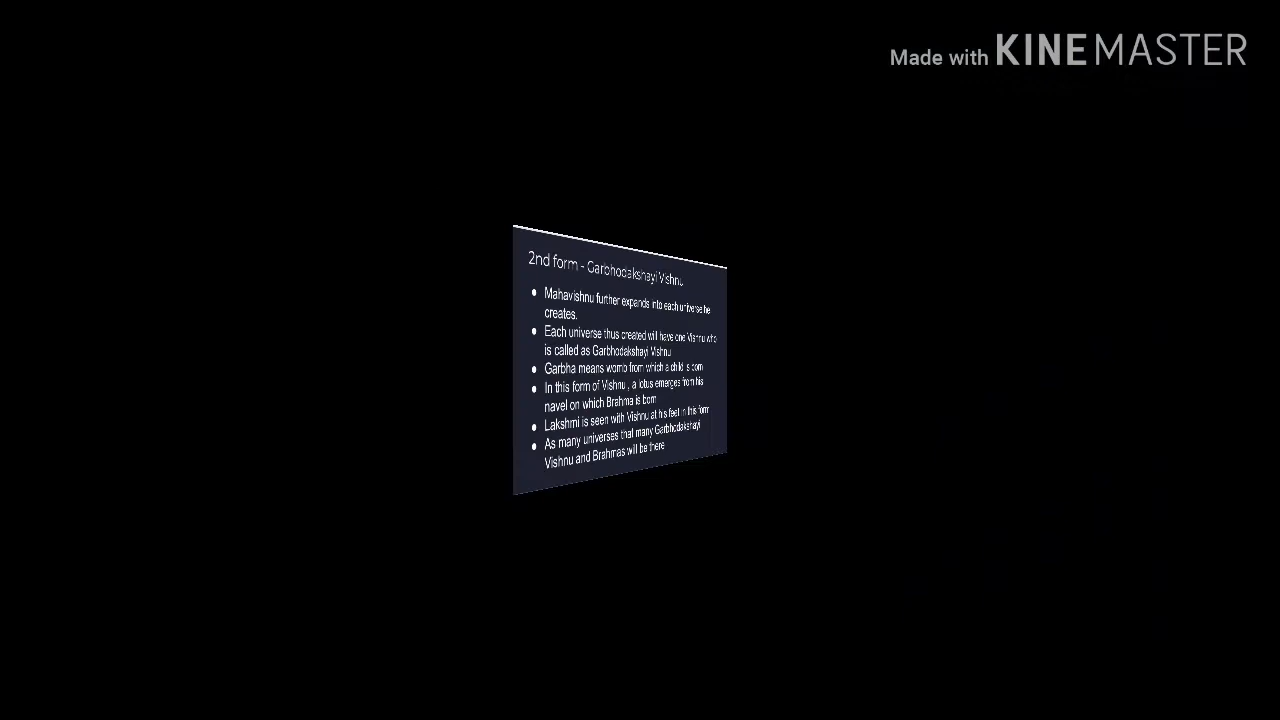 Made with KINEMASTER
2nd form - Garbhodakshayi Vishnu
Mahavishnu further expands into each universe he
creates.
Each universe thus created will have one Vishnu who
is called as Garbhodakshayi Vishnu
Garbha means womb from which a child is born
In this form of Vishnu , a lotus emerges from his
navel on which Brahma is born
Lakshmi is seen with Vishnu at his feet in this form
As many universes that many Garbhodakshayi
Vishnu and Brahmas will be there